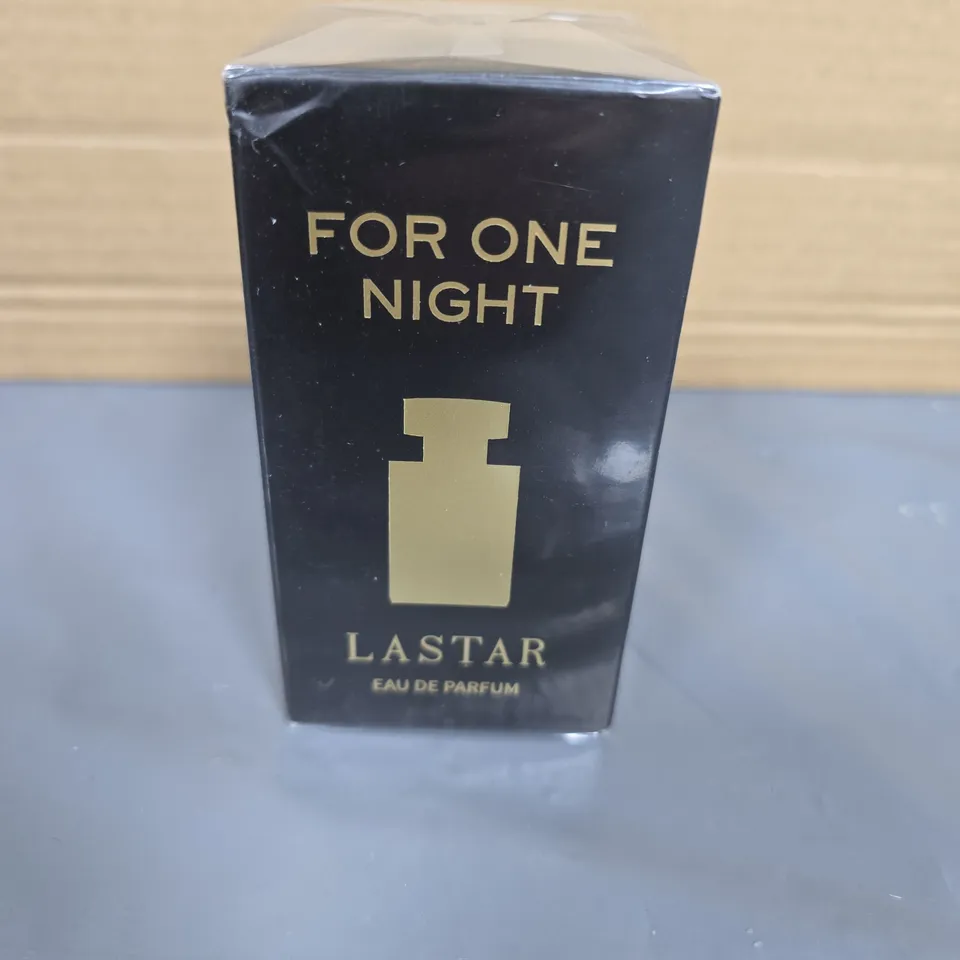 FOR ONE
NIGHT
LASTAR
EAU DE PARFUM